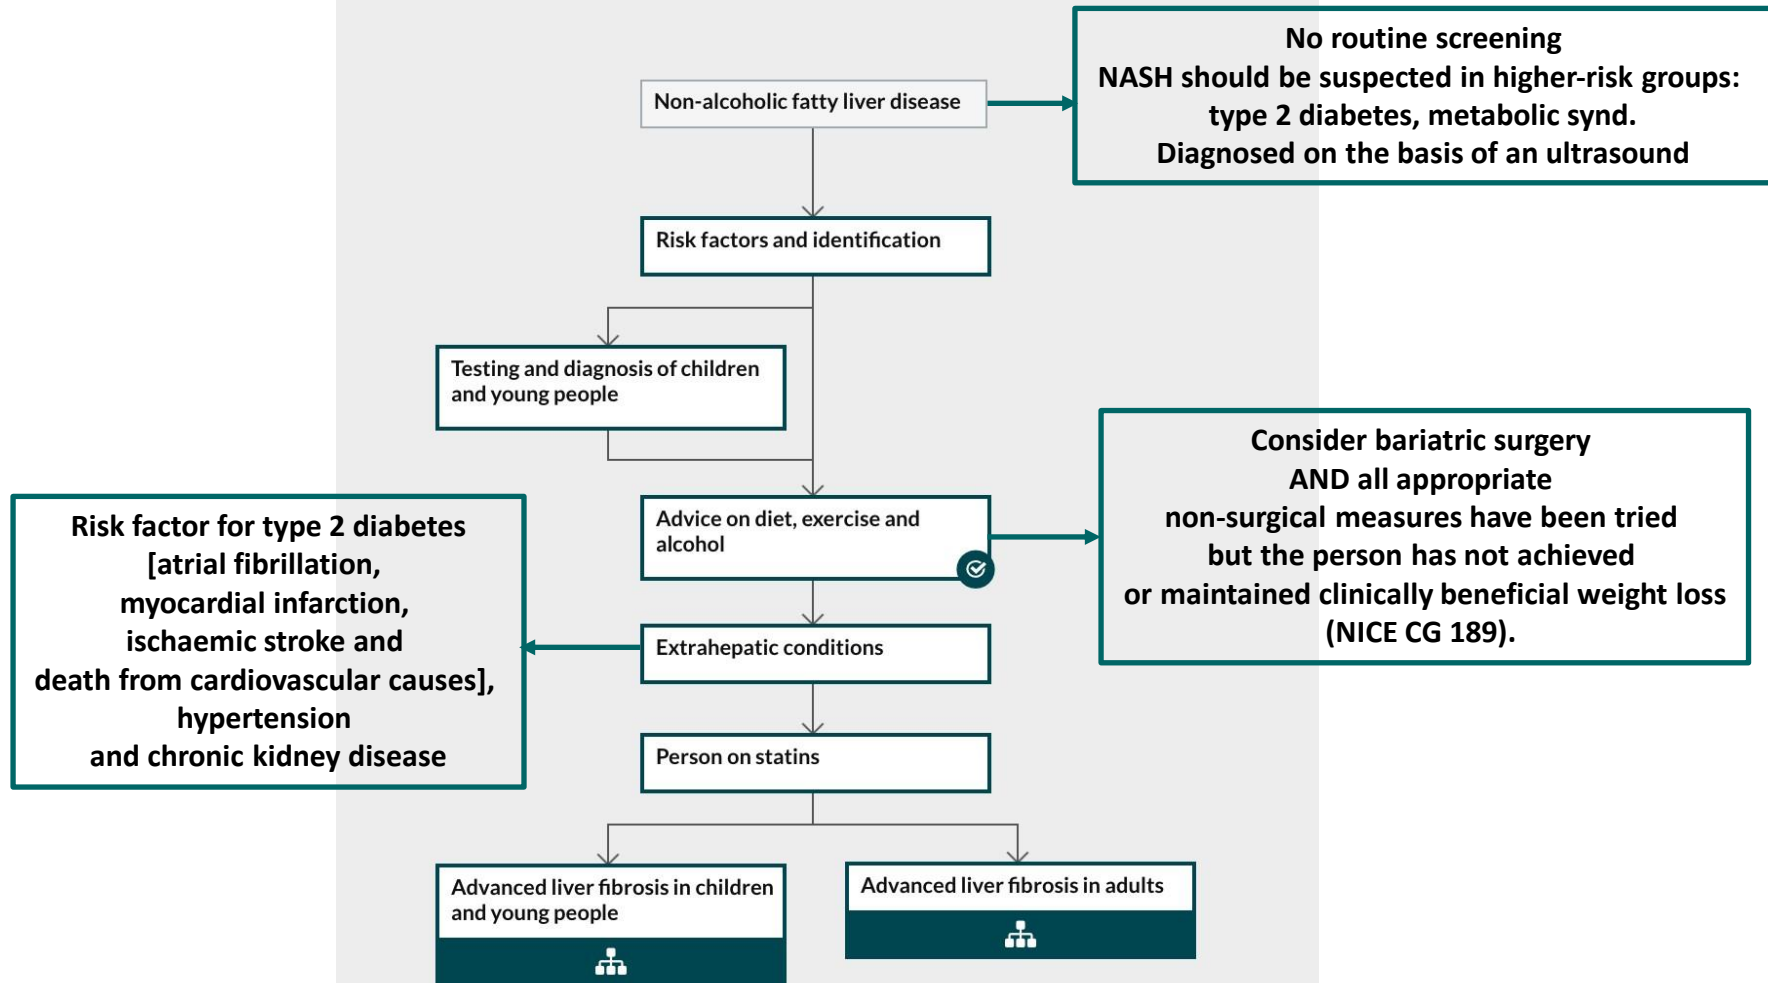 No routine screening
NASH should be suspected in higher-risk groups:
type 2 diabetes, metabolic synd.
Diagnosed on the basis of an ultrasound
Non-alcoholic fatty liver disease
Risk factors and identification
Testing and diagnosis of children
and young people
Advice on diet, exercise and
alcohol
Consider bariatric surgery
AND all appropriate
non-surgical measures have been tried
but the person has not achieved
or maintained clinically beneficial weight loss
(NICE CG 189).
Risk factor for type 2 diabetes
[atrial fibrillation,
myocardial infarction,
ischaemic stroke and
death from cardiovascular causes],
hypertension
and chronic kidney disease
Extrahepatic conditions
Person on statins
Advanced liver fibrosis in children
and young people
Advanced liver fibrosis in adults